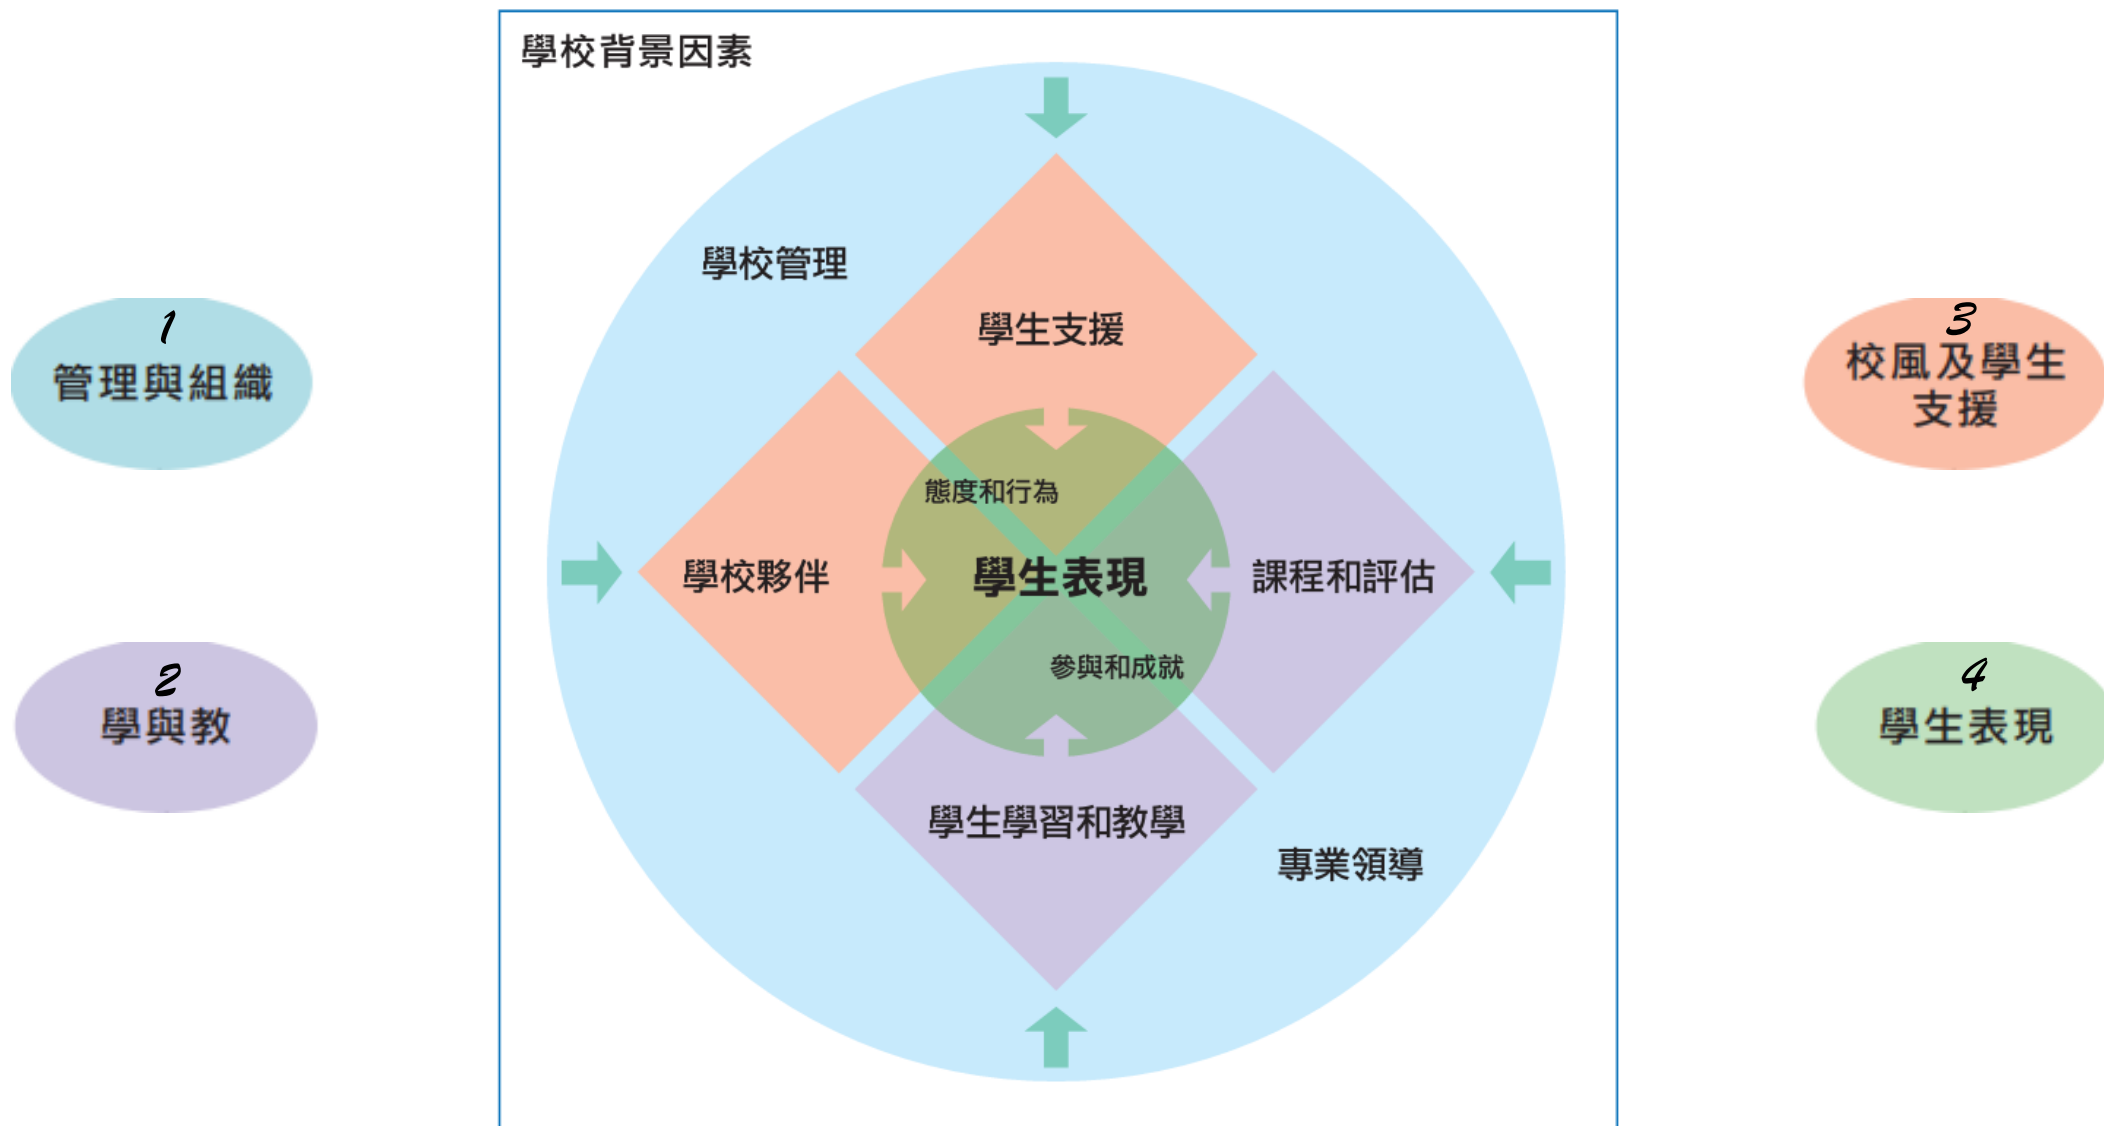 學校背景因素
學校管理
學生支援
1
管理與組織
3
校風及學生
支援
態度和行為
學校夥伴
學生表現
課程和評估
參與和成就
2
學與教
4
學生表現
學生學習和教學
專業領導